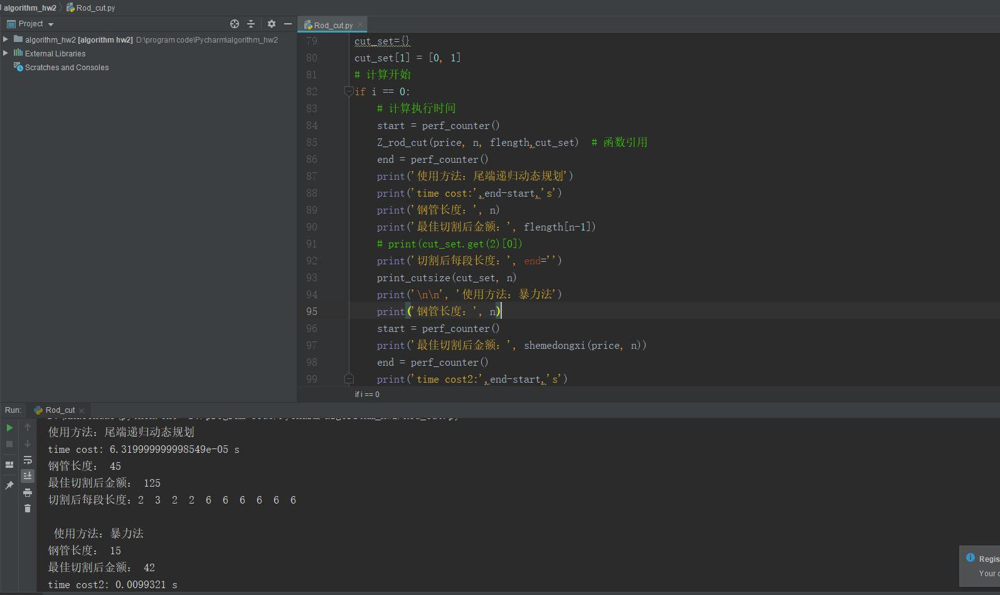 algorithm_hw2 Rod_cut.py
Project
Rod_cut.py
algorithm_hw2 [algorithm hw2] D:\program code\Pycharm\algorithm_hw2
External Libraries
Scratches and Consoles
79 cut_set={}
80 cut_set[1] = [0, 1]
81 # 计算开始
82 if i == 0:
83 # 计算执行时间
84 start = perf_counter()
85 Z_rod_cut(price, n, flength,cut_set) # 函数引用
86 end = perf_counter()
87 print('使用方法：尾端递归动态规划')
88 print('time cost:',end-start,'s')
89 print('钢管长度：', n)
90 print('最佳切割后金额：', flength[n-1])
91 # print(cut_set.get(2)[0])
92 print('切割后每段长度：', end='')
93 print_cutsize(cut_set, n)
94 print('\n\n', '使用方法：暴力法')
95 print('钢管长度：', n)
96 start = perf_counter()
97 print('最佳切割后金额：', shemedongxi(price, n))
98 end = perf_counter()
99 print('time cost2:',end-start,'s')
if i == 0
Run: Rod_cut
使用方法：尾端递归动态规划
time cost: 6.319999999998549e-05 s
钢管长度： 45
最佳切割后金额： 125
切割后每段长度：2 3 2 2 6 6 6 6 6 6
使用方法：暴力法
钢管长度： 15
最佳切割后金额： 42
time cost2: 0.0099321 s
Regis
Your